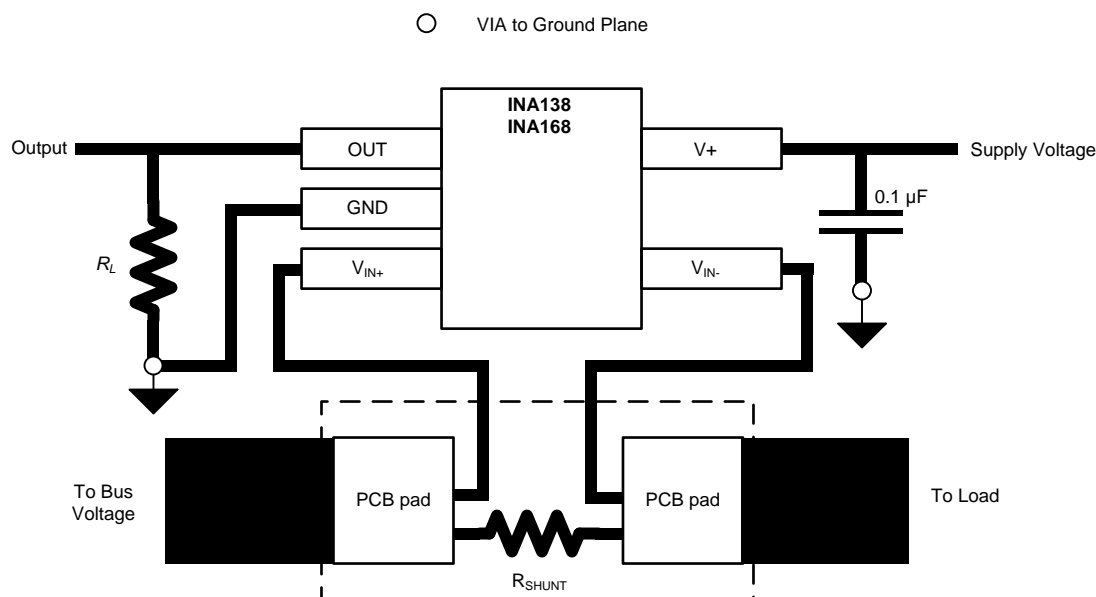 VIA to Ground Plane
INA138
INA168
Output
OUT
V+
Supply Voltage
GND
0.1 µF
R_L
V_IN+
V_IN-
To Bus
Voltage
PCB pad
PCB pad
To Load
R_SHUNT